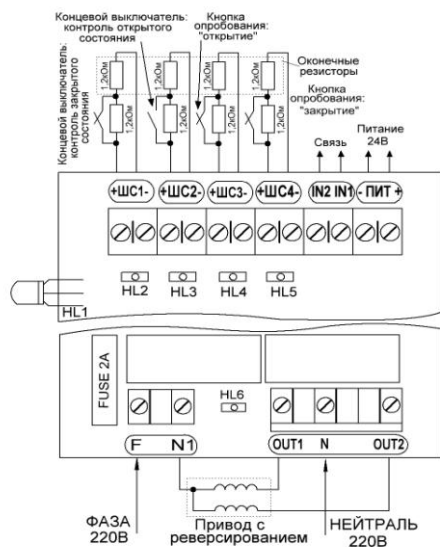 Концевой выключатель:
контроль закрытого
состояния
Концевой выключатель:
контроль открытого
состояния
Кнопка
опробования:
"открытие"
Оконечные
резисторы
Кнопка
опробования:
"закрытие"
1,2кОм
1,2кОм
1,2кОм
1,2кОм
1,2кОм
1,2кОм
1,2кОм
1,2кОм
Связь
Питание
24В
+ШС1-
+ШС2-
+ШС3-
+ШС4-
IN2 IN1
- ПИТ +
HL1
HL2
HL3
HL4
HL5
FUSE 2A
HL6
F N1
OUT1 N OUT2
ФАЗА
220В
Привод с
реверсированием
НЕЙТРАЛЬ
220В